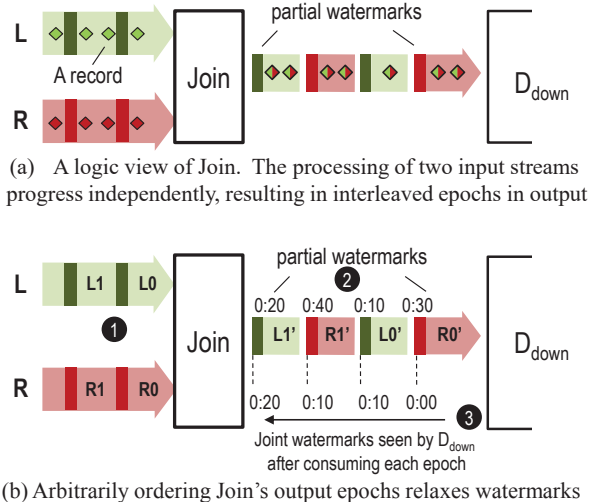 L
A record
R
Join
partial watermarks
D_down
(a) A logic view of Join. The processing of two input streams
progress independently, resulting in interleaved epochs in output
L
L1 L0
1
R
R1 R0
Join
partial watermarks
2
0:20 0:40 0:10 0:30
L1' R1' L0' R0'
0:20 0:10 0:10 0:00
3
Joint watermarks seen by D_down
after consuming each epoch
D_down
(b) Arbitrarily ordering Join's output epochs relaxes watermarks